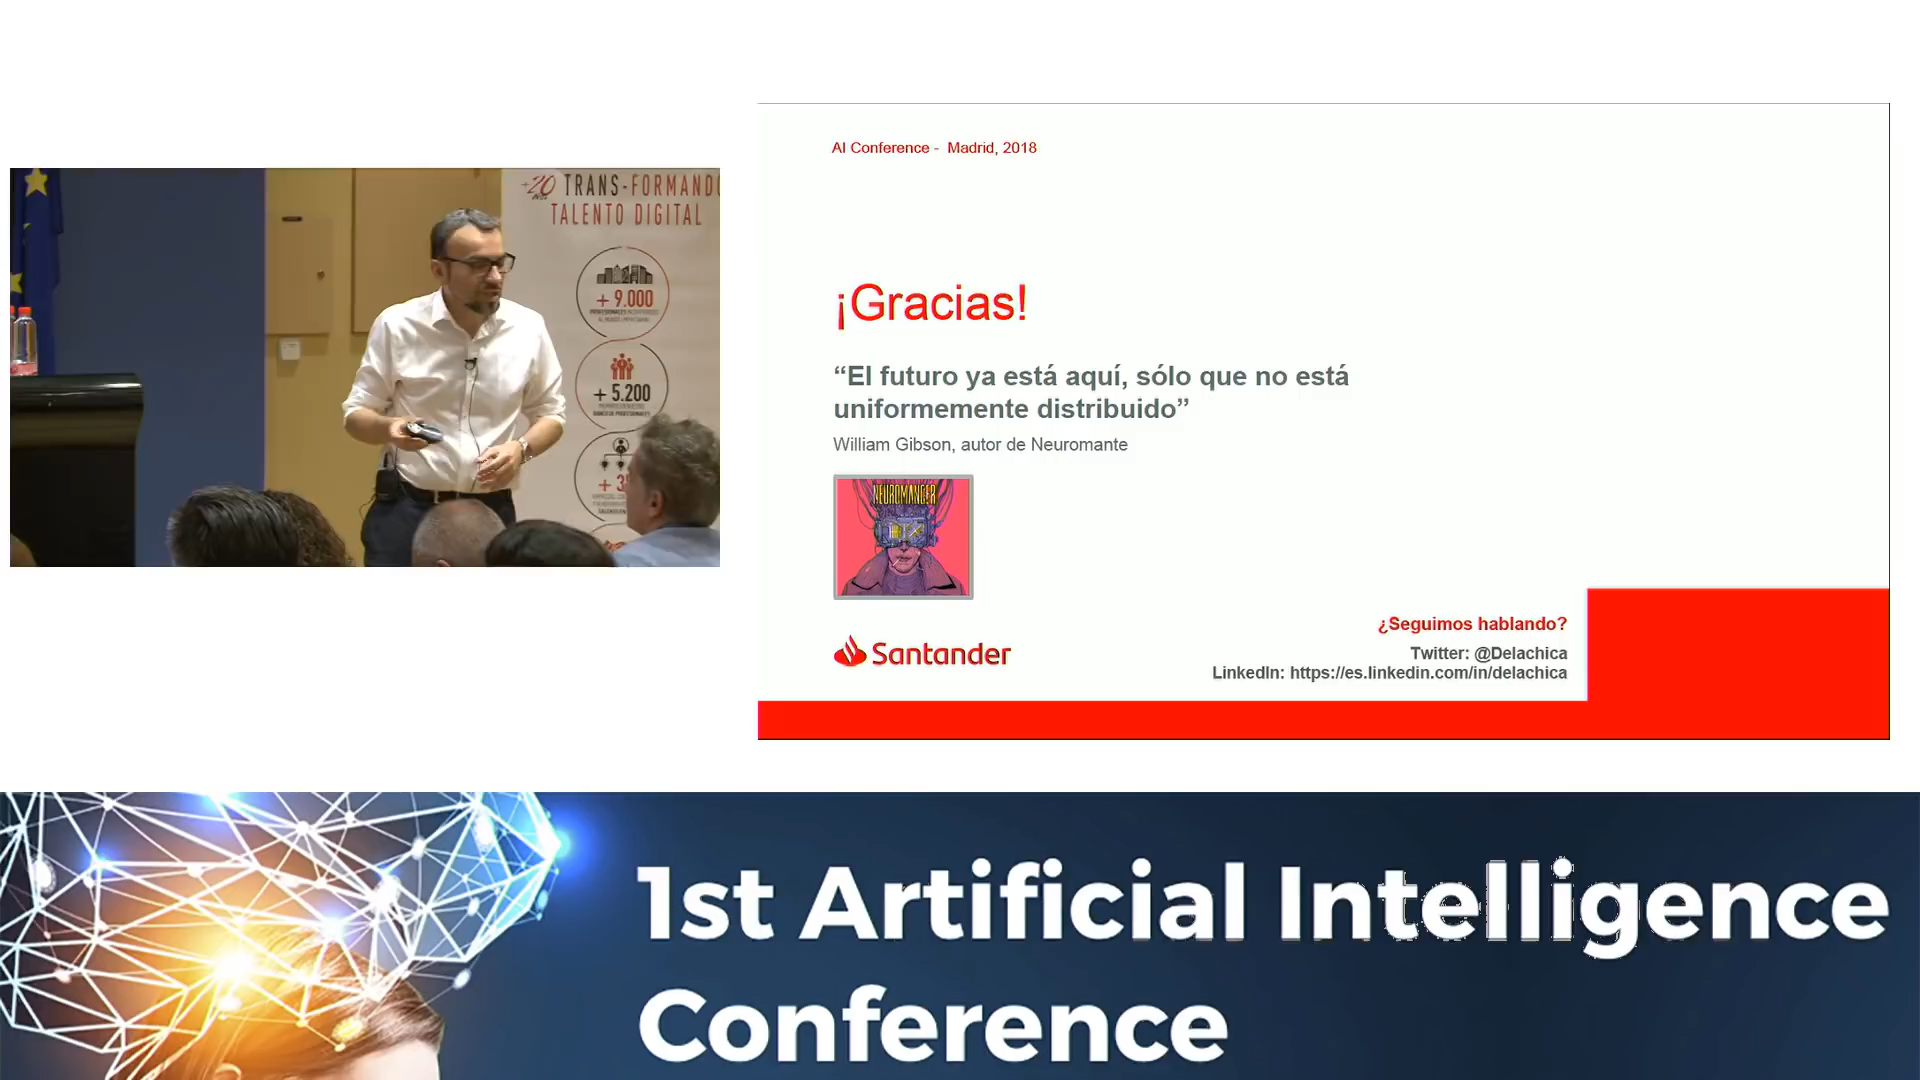 +20 TRANS-FORMANDO
TALENTO DIGITAL
+ 9.000
+ 5.200
AI Conference - Madrid, 2018
¡Gracias!
“El futuro ya está aquí, sólo que no está
uniformemente distribuido”
William Gibson, autor de Neuromante
NEUROMANCER
Santander
¿Seguimos hablando?
Twitter: @Delachica
LinkedIn: https://es.linkedin.com/in/delachica
1st Artificial Intelligence
Conference